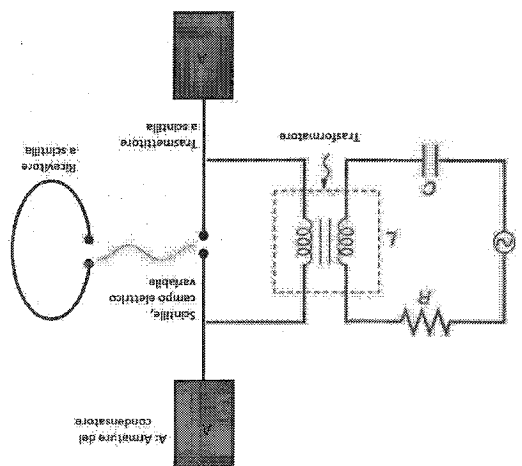 A: Armature del
condensatore
A
R
Scintille,
campo elettrico
variabile
L
C
Trasformatore
Trasmettitore
a scintilla
Ricevitore
a scintilla
A